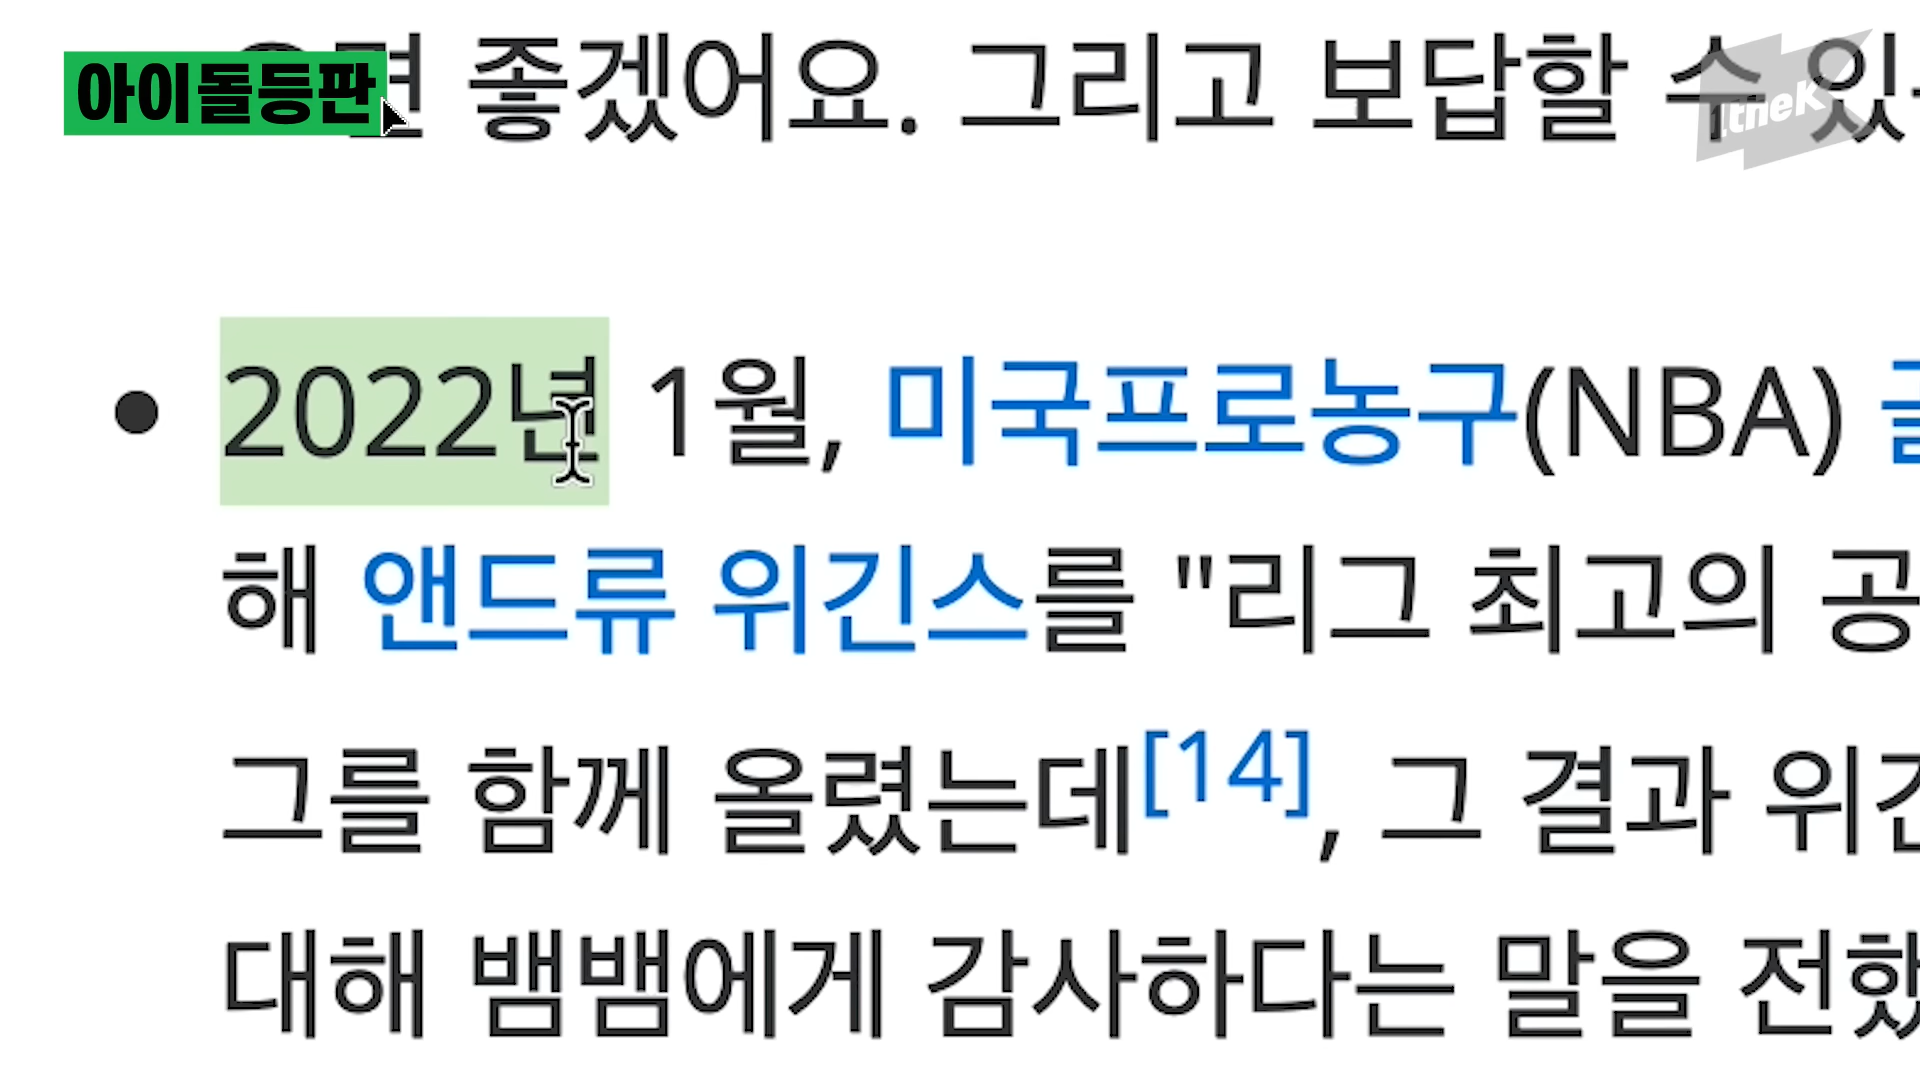 아이돌등판
면 좋겠어요. 그리고 보답할 수 있
1theK
2022년 1월, 미국프로농구(NBA)
해 앤드류 위긴스를 "리그 최고의 공
그를 함께 올렸는데[14], 그 결과 위긴
대해 뱀뱀에게 감사하다는 말을 전했